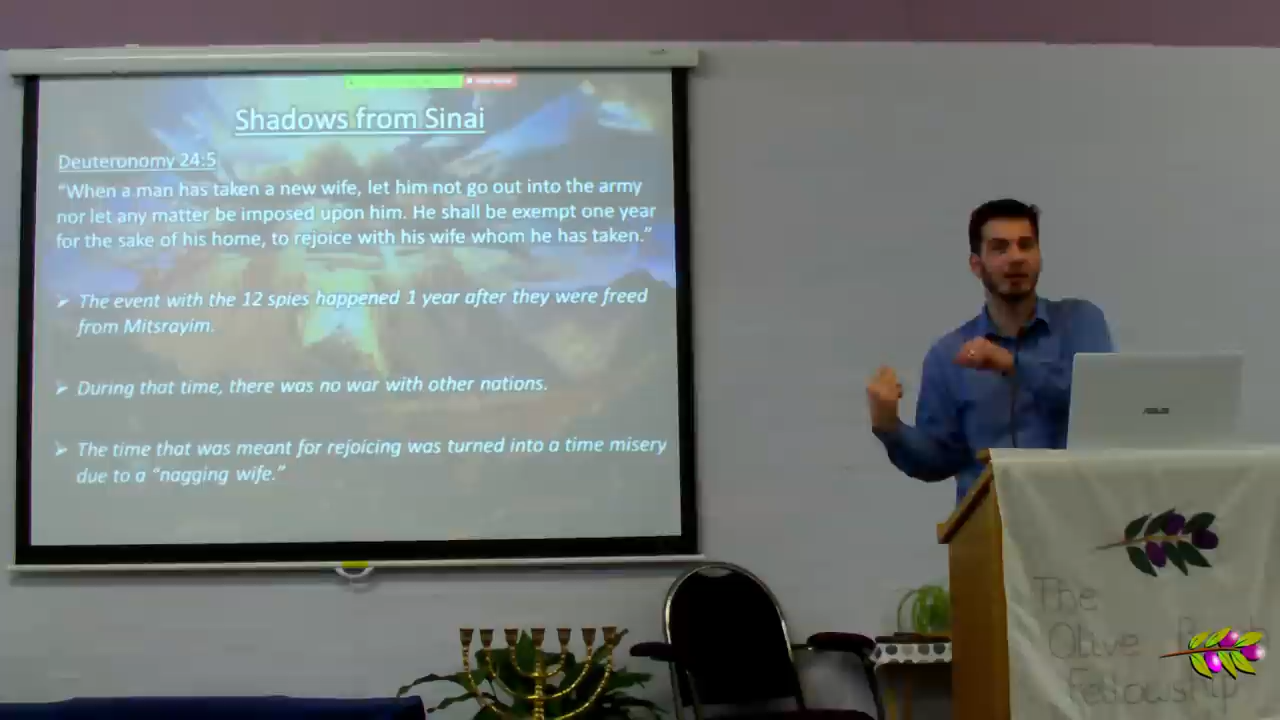 Shadows from Sinai
Deuteronomy 24:5
"When a man has taken a new wife, let him not go out into the army
nor let any matter be imposed upon him. He shall be exempt one year
for the sake of his home, to rejoice with his wife whom he has taken."
➢ The event with the 12 spies happened 1 year after they were freed
from Mitsrayim.
➢ During that time, there was no war with other nations.
➢ The time that was meant for rejoicing was turned into a time misery
due to a "nagging wife."
ASUS
The
Olive
Fellowship